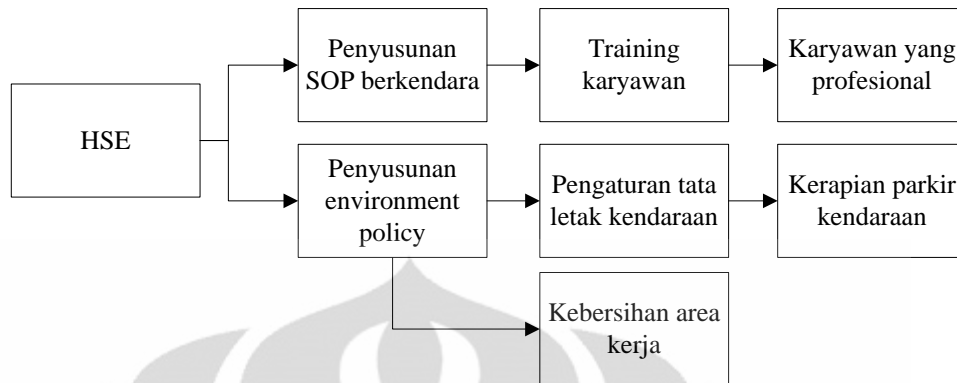 HSE
Penyusunan
SOP berkendara
Training
karyawan
Karyawan yang
profesional
Penyusunan
environment
policy
Pengaturan tata
letak kendaraan
Kerapian parkir
kendaraan
Kebersihan area
kerja